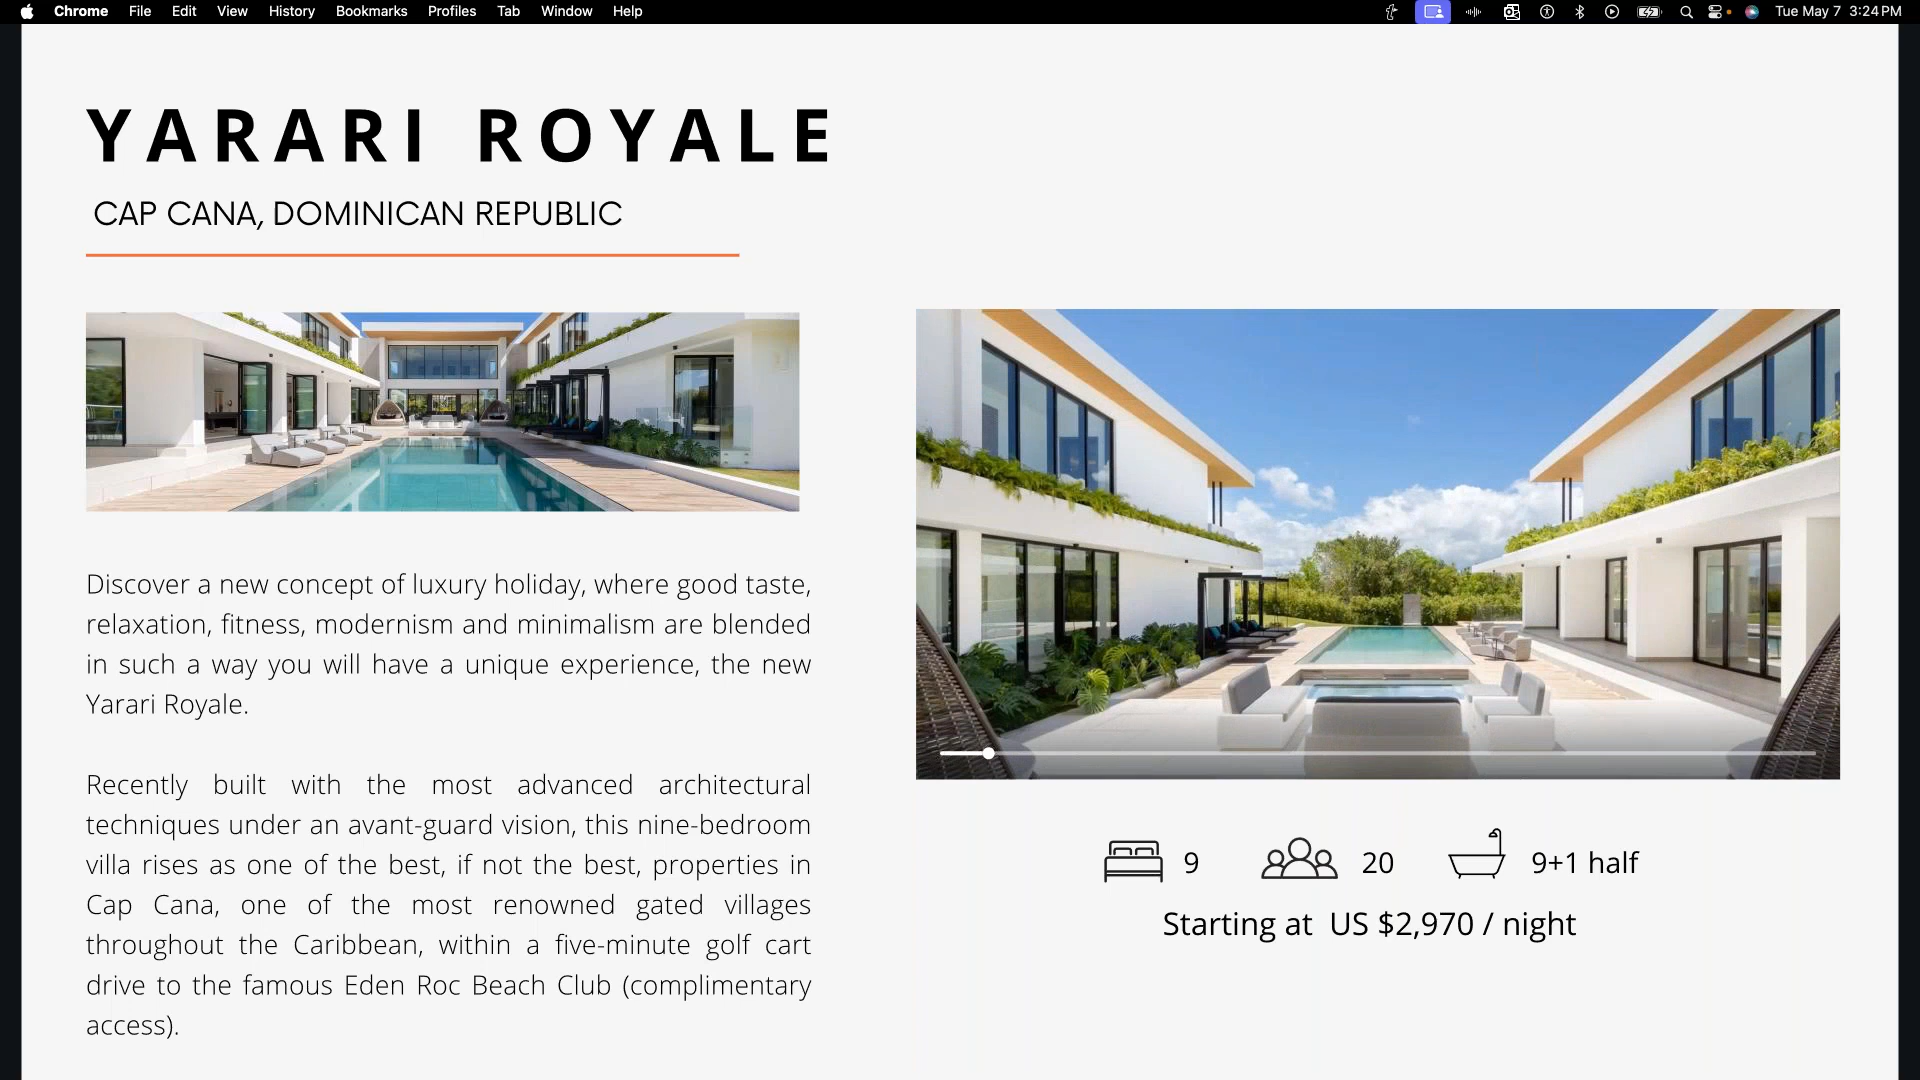 Chrome File Edit View History Bookmarks Profiles Tab Window Help Tue May 7 3:24 PM
YARARI ROYALE
CAP CANA, DOMINICAN REPUBLIC
Discover a new concept of luxury holiday, where good taste,
relaxation, fitness, modernism and minimalism are blended
in such a way you will have a unique experience, the new
Yarari Royale.
Recently built with the most advanced architectural
techniques under an avant-guard vision, this nine-bedroom
villa rises as one of the best, if not the best, properties in
Cap Cana, one of the most renowned gated villages
throughout the Caribbean, within a five-minute golf cart
drive to the famous Eden Roc Beach Club (complimentary
access).
9 20 9+1 half
Starting at US $2,970 / night